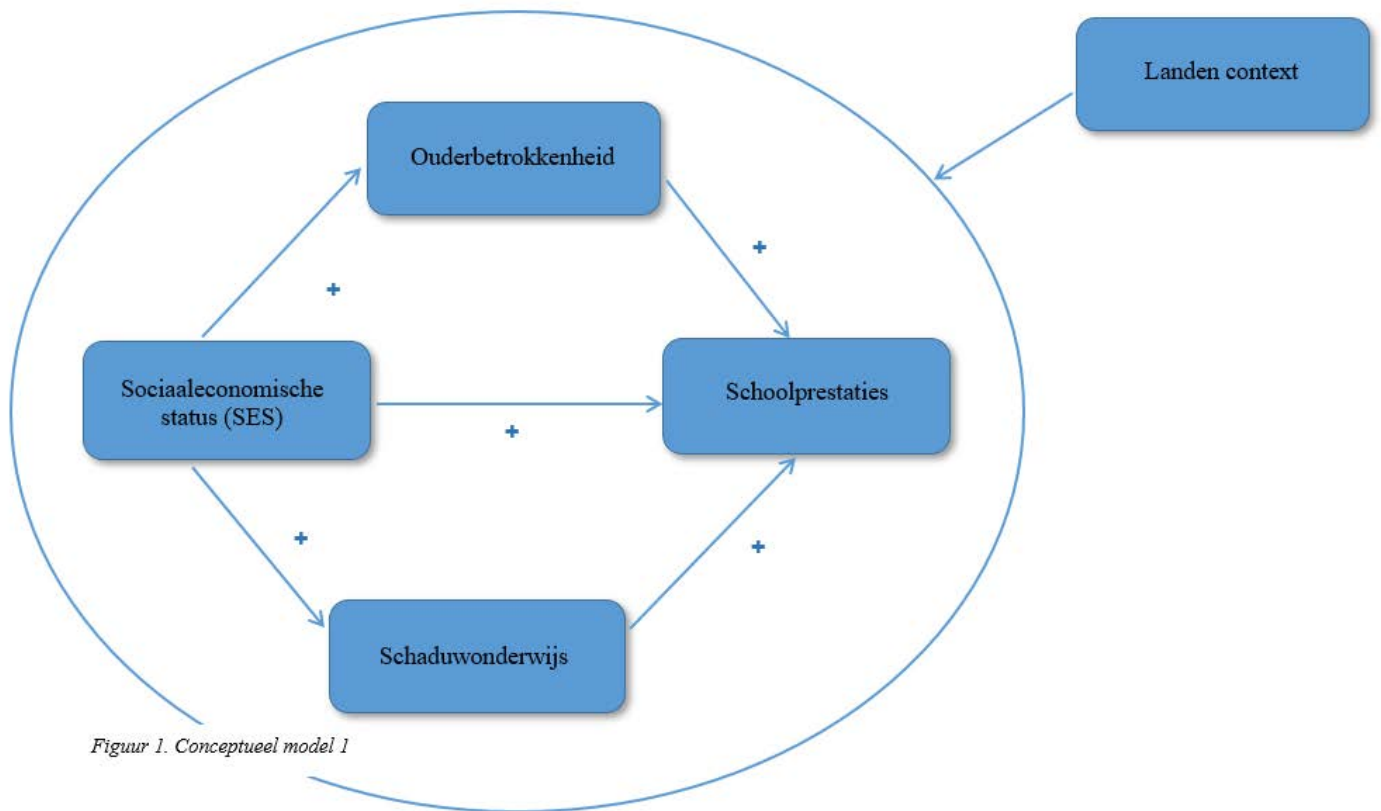 Landen context
Ouderbetrokkenheid
+
+
Sociaaleconomische
status (SES)
Schoolprestaties
+
+
+
Schaduwonderwijs
Figuur 1. Conceptueel model 1